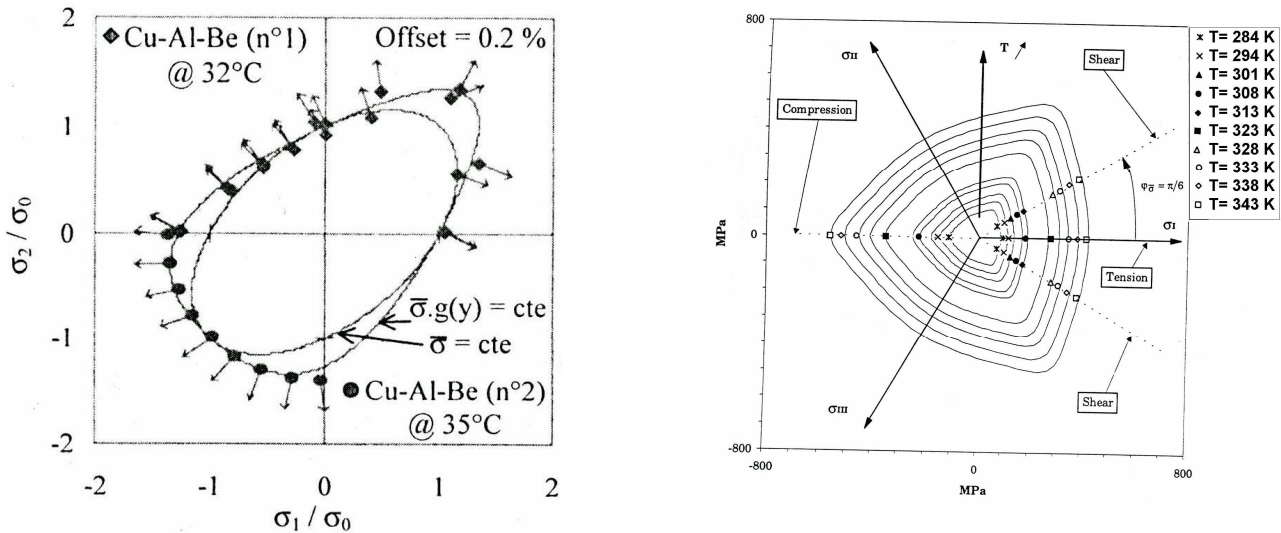 2
1
0
-1
-2
-2
-1
0
1
2
σ₂ / σ₀
σ₁ / σ₀
Cu-Al-Be (n°1)
@ 32°C
Offset = 0.2 %
σ̅.g(y) = cte
σ̅ = cte
Cu-Al-Be (n°2)
@ 35°C
800
0
-800
-800
0
800
MPa
MPa
σII
T
Shear
Compression
φσ̅ = π/6
σI
Tension
Shear
σIII
T= 284 K
T= 294 K
T= 301 K
T= 308 K
T= 313 K
T= 323 K
T= 328 K
T= 333 K
T= 338 K
T= 343 K